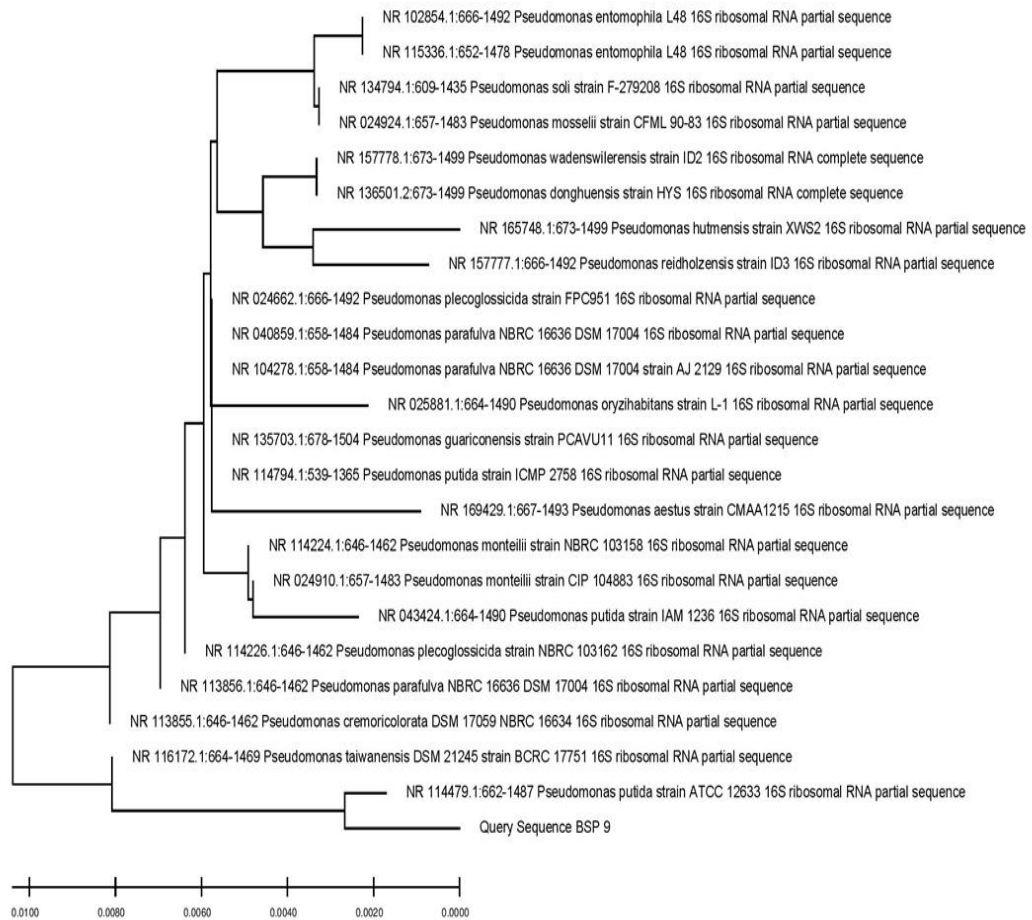 NR 102854.1:666-1492 Pseudomonas entomophila L48 16S ribosomal RNA partial sequence
NR 115336.1:652-1478 Pseudomonas entomophila L48 16S ribosomal RNA partial sequence
NR 134794.1:609-1435 Pseudomonas soli strain F-279208 16S ribosomal RNA partial sequence
NR 024924.1:657-1483 Pseudomonas mosselii strain CFML 90-83 16S ribosomal RNA partial sequence
NR 157778.1:673-1499 Pseudomonas wadenswilerensis strain ID2 16S ribosomal RNA complete sequence
NR 136501.2:673-1499 Pseudomonas donghuensis strain HYS 16S ribosomal RNA complete sequence
NR 165748.1:673-1499 Pseudomonas hutmensis strain XWS2 16S ribosomal RNA partial sequence
NR 157777.1:666-1492 Pseudomonas reidholzensis strain ID3 16S ribosomal RNA partial sequence
NR 024662.1:666-1492 Pseudomonas plecoglossicida strain FPC951 16S ribosomal RNA partial sequence
NR 040859.1:658-1484 Pseudomonas parafulva NBRC 16636 DSM 17004 16S ribosomal RNA partial sequence
NR 104278.1:658-1484 Pseudomonas parafulva NBRC 16636 DSM 17004 strain AJ 2129 16S ribosomal RNA partial sequence
NR 025881.1:664-1490 Pseudomonas oryzihabitans strain L-1 16S ribosomal RNA partial sequence
NR 135703.1:678-1504 Pseudomonas guariconensis strain PCAVU11 16S ribosomal RNA partial sequence
NR 114794.1:539-1365 Pseudomonas putida strain ICMP 2758 16S ribosomal RNA partial sequence
NR 169429.1:667-1493 Pseudomonas aestus strain CMAA1215 16S ribosomal RNA partial sequence
NR 114224.1:646-1462 Pseudomonas monteilii strain NBRC 103158 16S ribosomal RNA partial sequence
NR 024910.1:657-1483 Pseudomonas monteilii strain CIP 104883 16S ribosomal RNA partial sequence
NR 043424.1:664-1490 Pseudomonas putida strain IAM 1236 16S ribosomal RNA partial sequence
NR 114226.1:646-1462 Pseudomonas plecoglossicida strain NBRC 103162 16S ribosomal RNA partial sequence
NR 113856.1:646-1462 Pseudomonas parafulva NBRC 16636 DSM 17004 16S ribosomal RNA partial sequence
NR 113855.1:646-1462 Pseudomonas cremoricolorata DSM 17059 NBRC 16634 16S ribosomal RNA partial sequence
NR 116172.1:664-1469 Pseudomonas taiwanensis DSM 21245 strain BCRC 17751 16S ribosomal RNA partial sequence
NR 114479.1:662-1487 Pseudomonas putida strain ATCC 12633 16S ribosomal RNA partial sequence
Query Sequence BSP 9
0.0100 0.0080 0.0060 0.0040 0.0020 0.0000